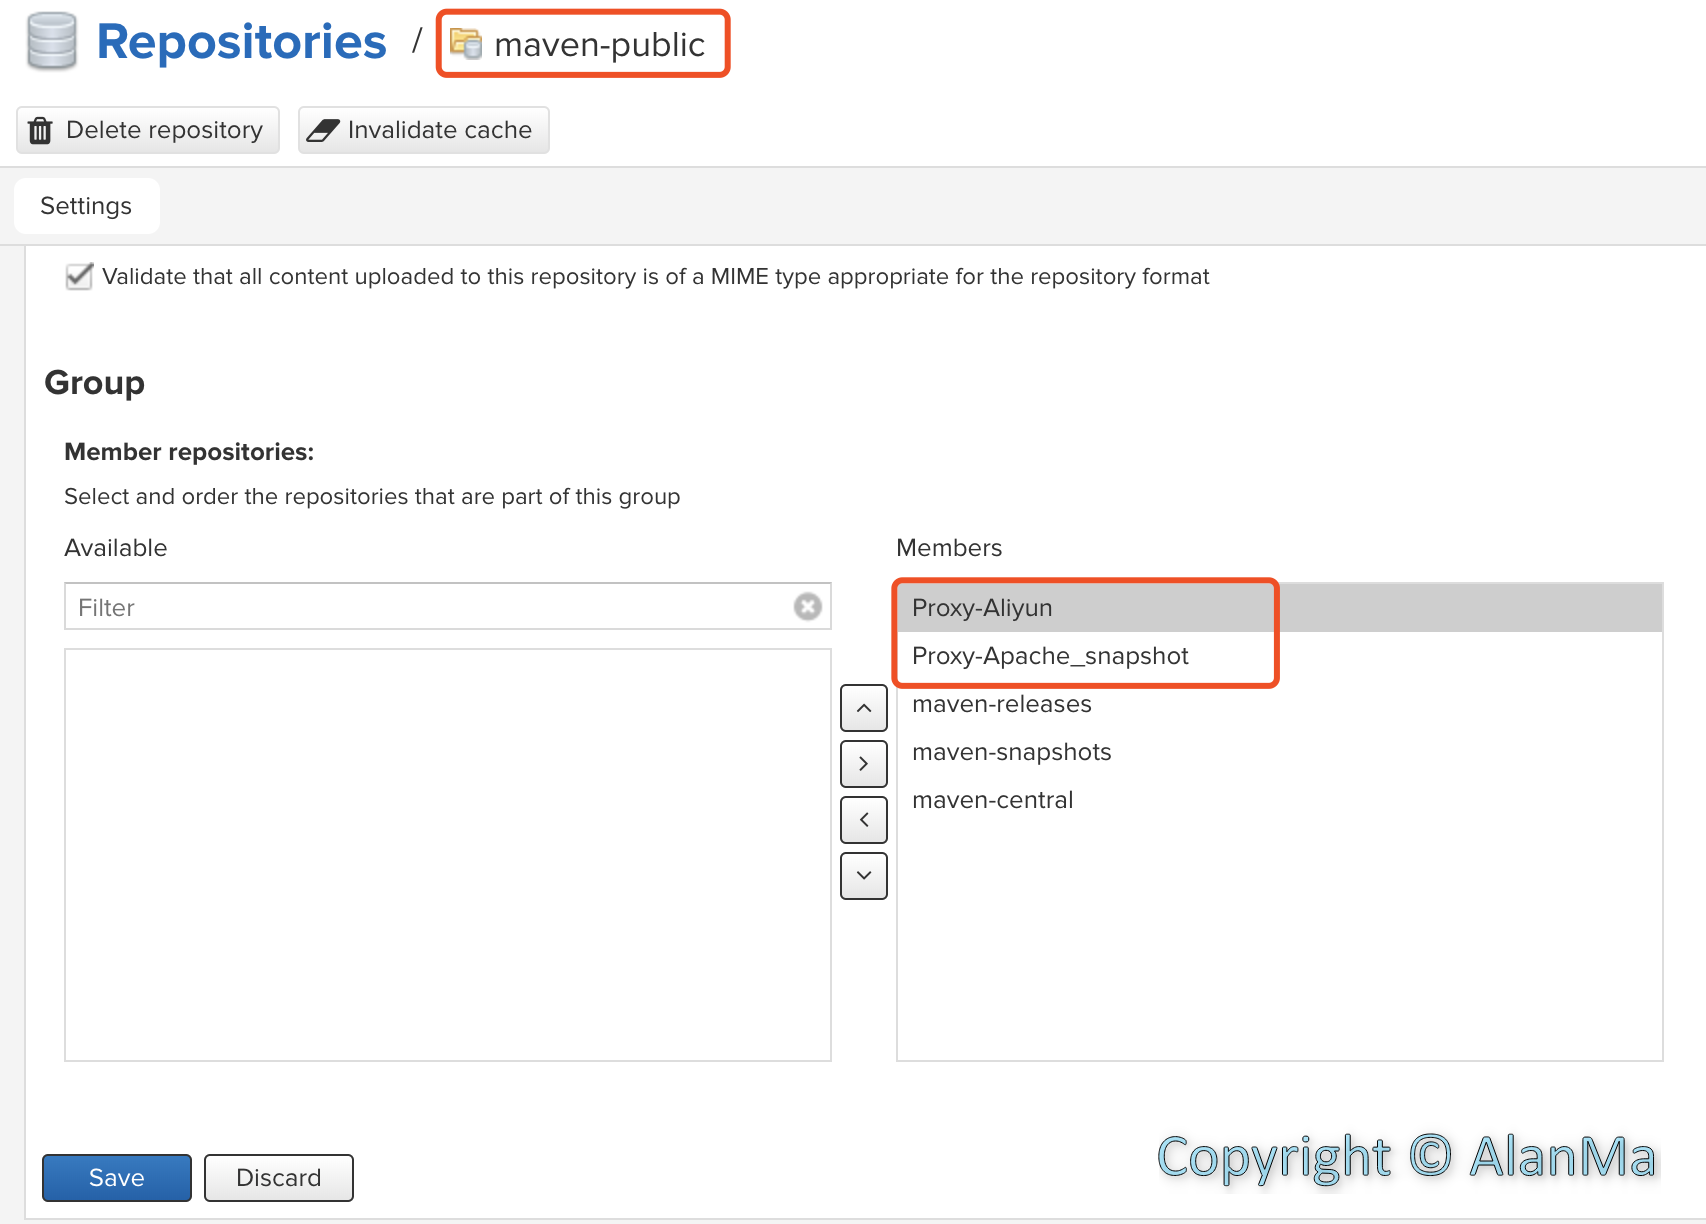 Repositories / maven-public
Delete repository Invalidate cache
Settings
Validate that all content uploaded to this repository is of a MIME type appropriate for the repository format
Group
Member repositories:
Select and order the repositories that are part of this group
Available Members
Filter Proxy-Aliyun
Proxy-Apache_snapshot
maven-releases
maven-snapshots
maven-central
Copyright © AlanMa
Save Discard